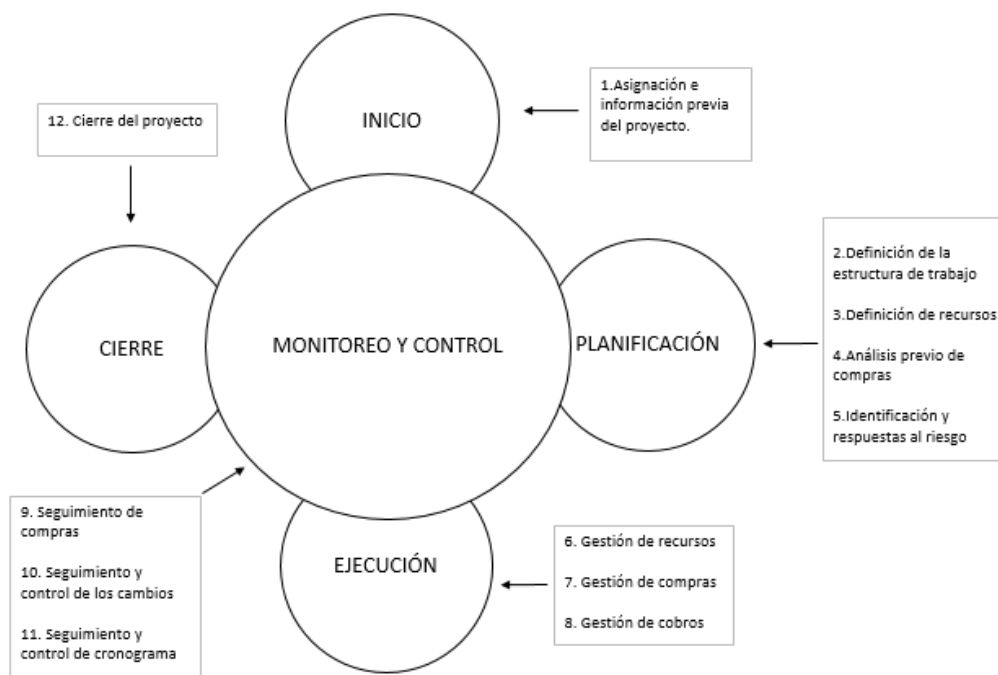 INICIO
1.Asignación e
información previa
del proyecto.
12. Cierre del proyecto
CIERRE
MONITOREO Y CONTROL
PLANIFICACIÓN
2.Definición de la
estructura de trabajo
3.Definición de recursos
4.Análisis previo de
compras
5.Identificación y
respuestas al riesgo
9. Seguimiento de
compras
10. Seguimiento y
control de los cambios
11. Seguimiento y
control de cronograma
EJECUCIÓN
6. Gestión de recursos
7. Gestión de compras
8. Gestión de cobros